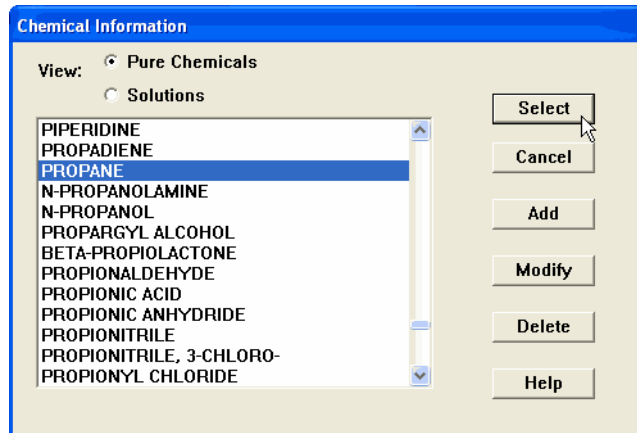 Chemical Information
View:
Pure Chemicals
Solutions
PIPERIDINE
PROPADIENE
PROPANE
N-PROPANOLAMINE
N-PROPANOL
PROPARGYL ALCOHOL
BETA-PROPIOLACTONE
PROPIONALDEHYDE
PROPIONIC ACID
PROPIONIC ANHYDRIDE
PROPIONITRILE
PROPIONITRILE, 3-CHLORO-
PROPIONYL CHLORIDE
Select
Cancel
Add
Modify
Delete
Help